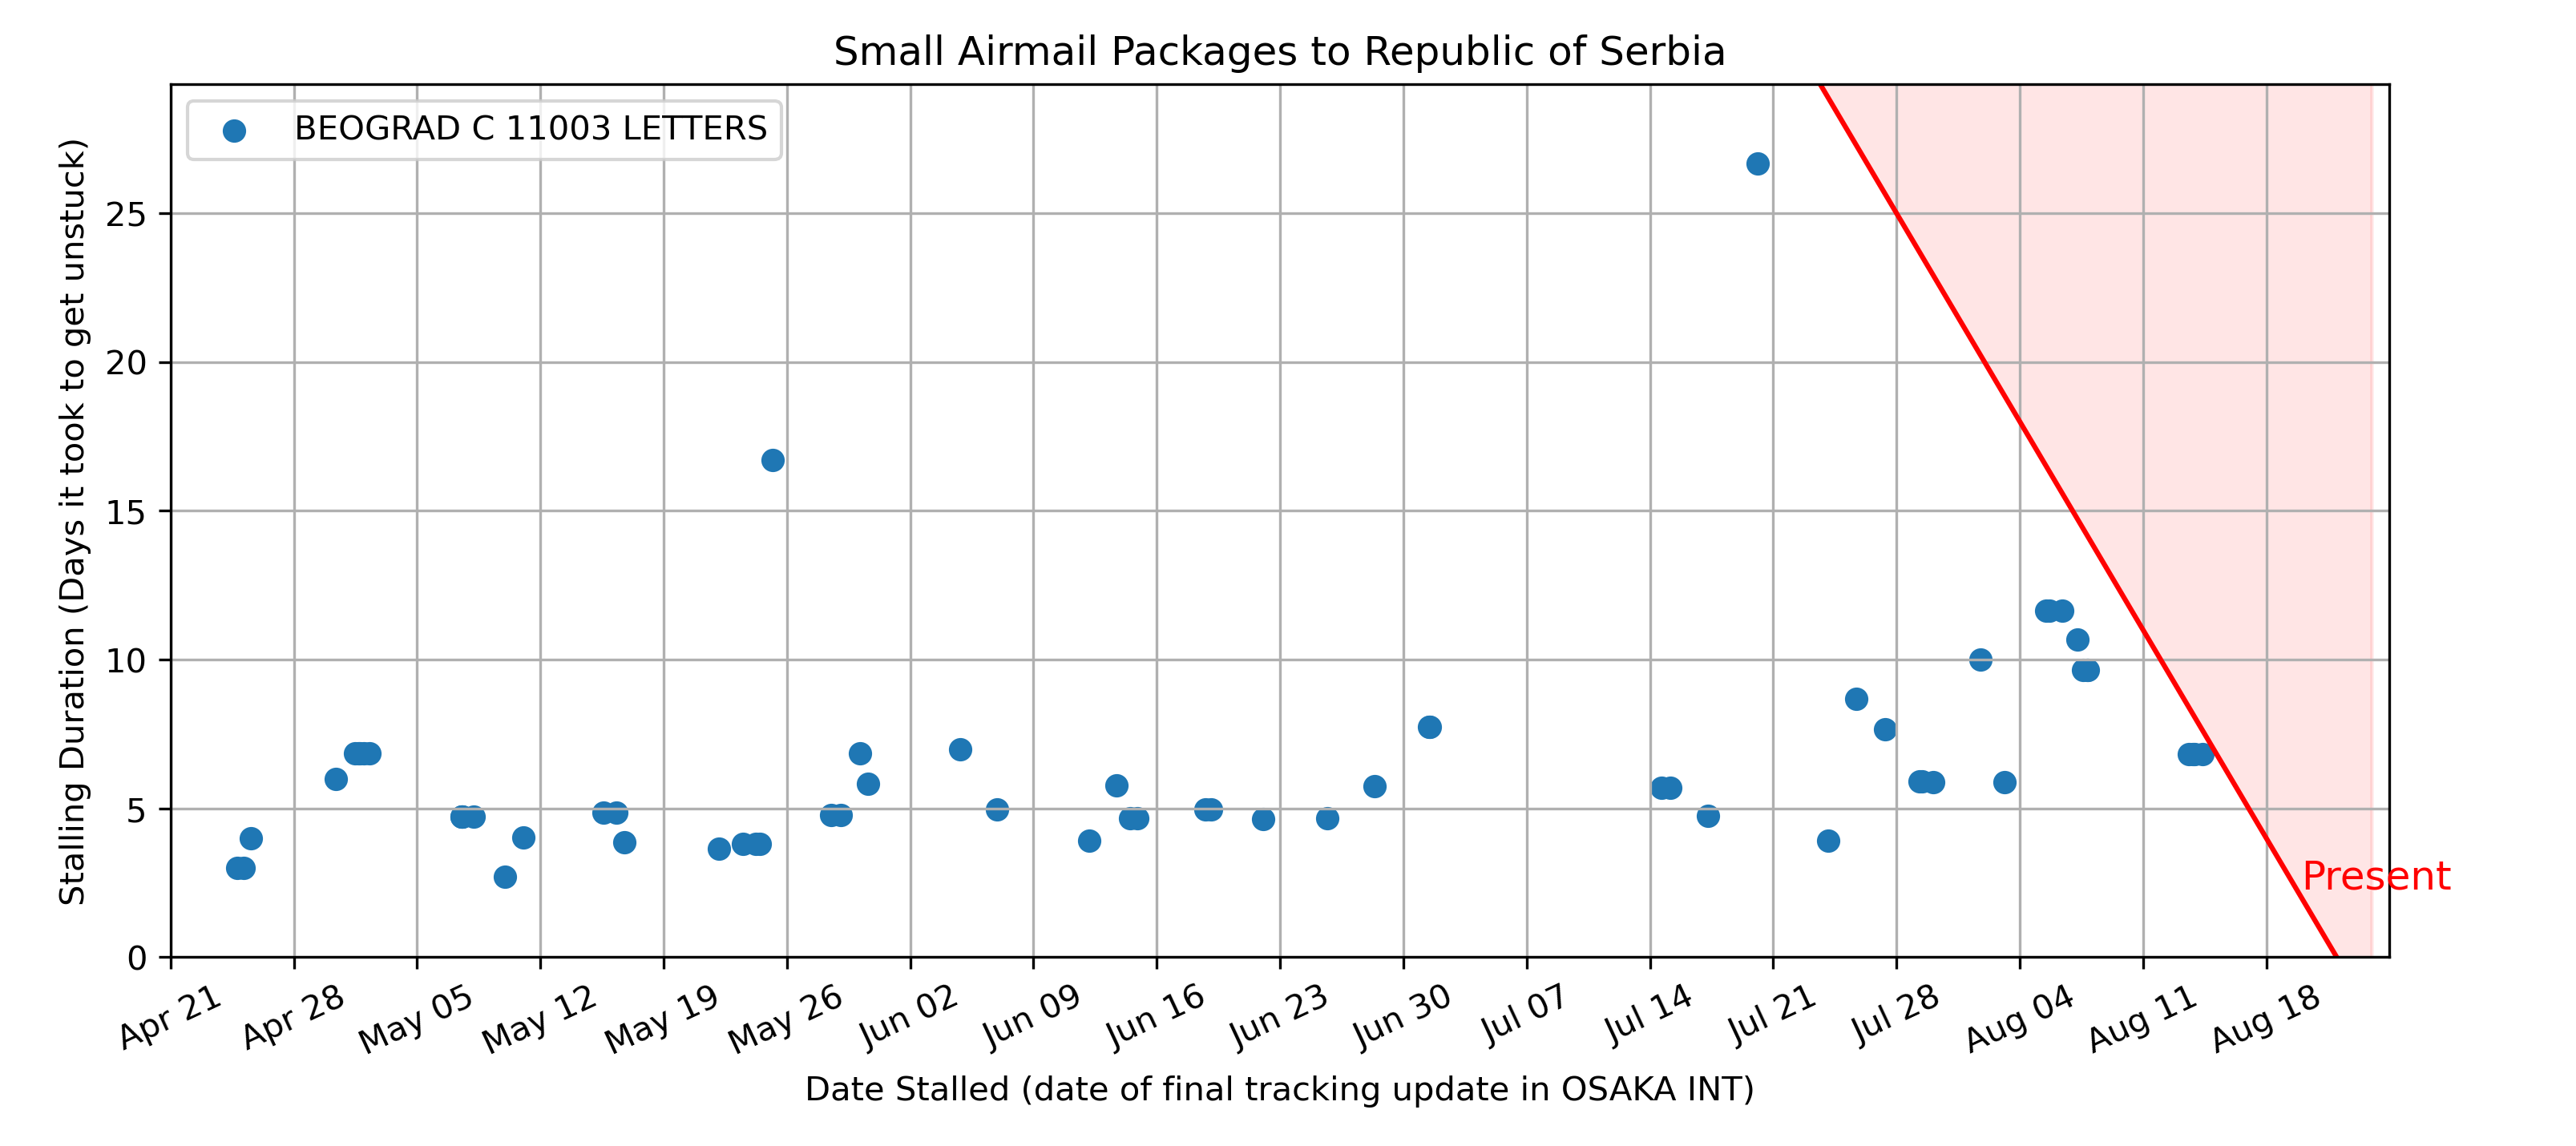 Small Airmail Packages to Republic of Serbia
BEOGRAD C 11003 LETTERS
Stalling Duration (Days it took to get unstuck)
25
20
15
10
5
0
Present
Apr 21 Apr 28 May 05 May 12 May 19 May 26 Jun 02 Jun 09 Jun 16 Jun 23 Jun 30 Jul 07 Jul 14 Jul 21 Jul 28 Aug 04 Aug 11 Aug 18
Date Stalled (date of final tracking update in OSAKA INT)